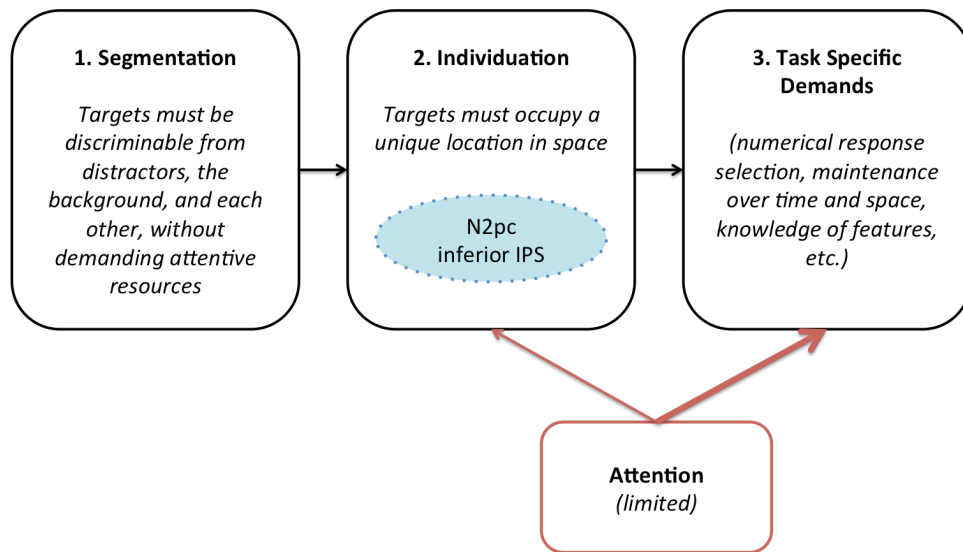 1. Segmentation
Targets must be
discriminable from
distractors, the
background, and each
other, without
demanding attentive
resources
2. Individuation
Targets must occupy a
unique location in space
N2pc
inferior IPS
3. Task Specific
Demands
(numerical response
selection, maintenance
over time and space,
knowledge of features,
etc.)
Attention
(limited)